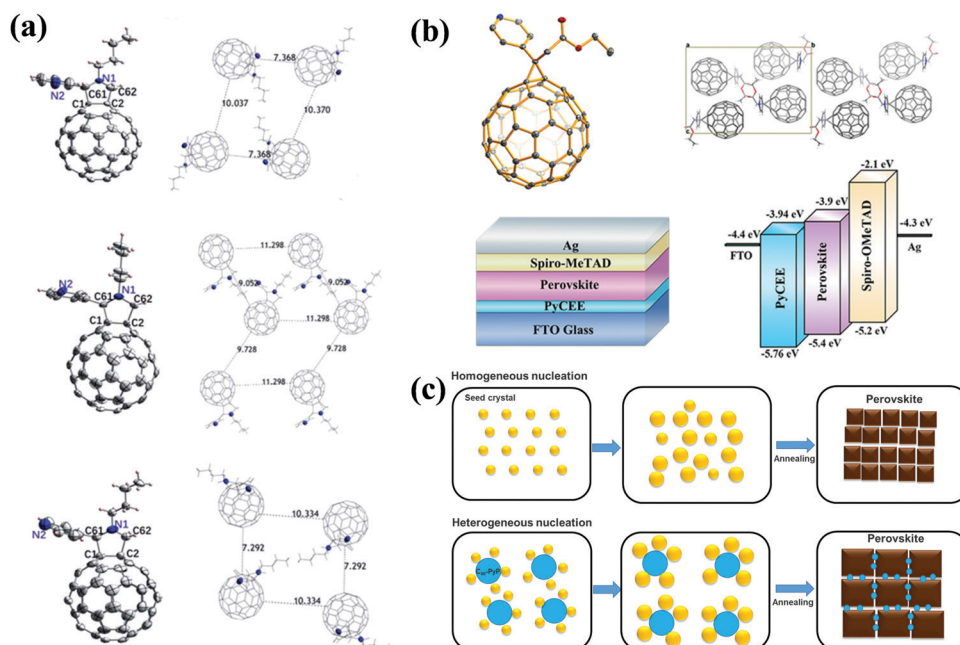 (a)
N1
N2
C61
C62
C1
C2
7.368
10.037
10.370
7.368
N2
N1
C61
C62
C1
C2
11.298
9.052
9.052
11.298
9.728
9.728
11.298
N2
N1
C61
C62
C1
C2
10.334
7.292
7.292
10.334
(b)
a
b
c
Ag
Spiro-MeTAD
Perovskite
PyCEE
FTO Glass
-2.1 eV
-3.94 eV
-3.9 eV
-4.4 eV
-4.3 eV
FTO
Ag
PyCEE
Perovskite
Spiro-OMeTAD
-5.2 eV
-5.4 eV
-5.76 eV
(c)
Homogeneous nucleation
Seed crystal
Annealing
Perovskite
Heterogeneous nucleation
Annealing
Perovskite